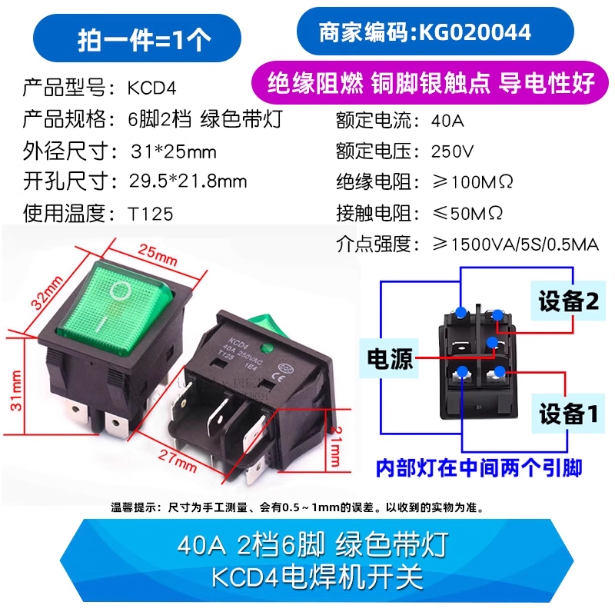 拍一件=1个
商家编码:KG020044
绝缘阻燃 铜脚银触点 导电性好
产品型号: KCD4
产品规格: 6脚2档 绿色带灯
外径尺寸: 31*25mm
开孔尺寸: 29.5*21.8mm
使用温度: T125
额定电流: 40A
额定电压: 250V
绝缘电阻: ≥100MΩ
接触电阻: ≤50MΩ
介点强度: ≥1500VA/5S/0.5MA
25mm
32mm
31mm
27mm
21mm
KCD4
40A 250VAC
T125 1E4
CE
设备2
电源
设备1
内部灯在中间两个引脚
温馨提示: 尺寸为手工测量、会有0.5~1mm的误差。以收到的实物为准。
40A 2档6脚 绿色带灯
KCD4电焊机开关